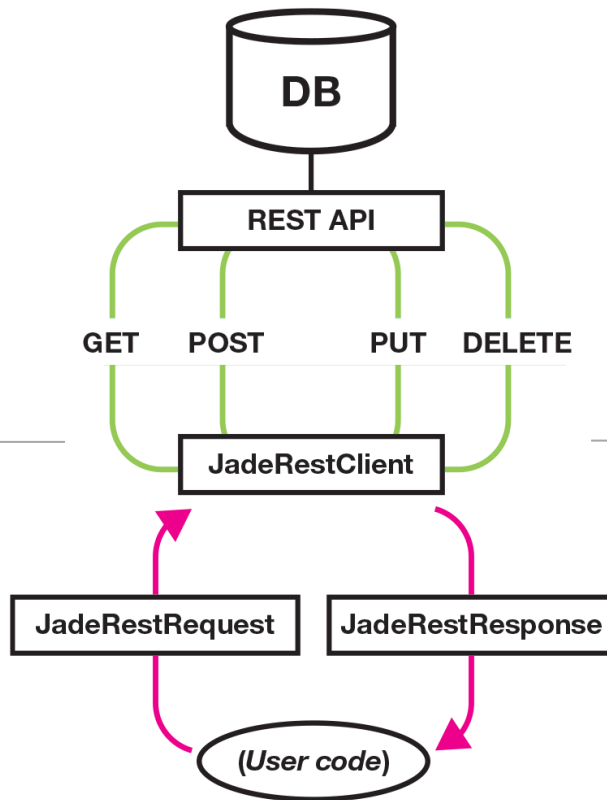 DB
REST API
GET POST PUT DELETE
JadeRestClient
JadeRestRequest JadeRestResponse
(User code)